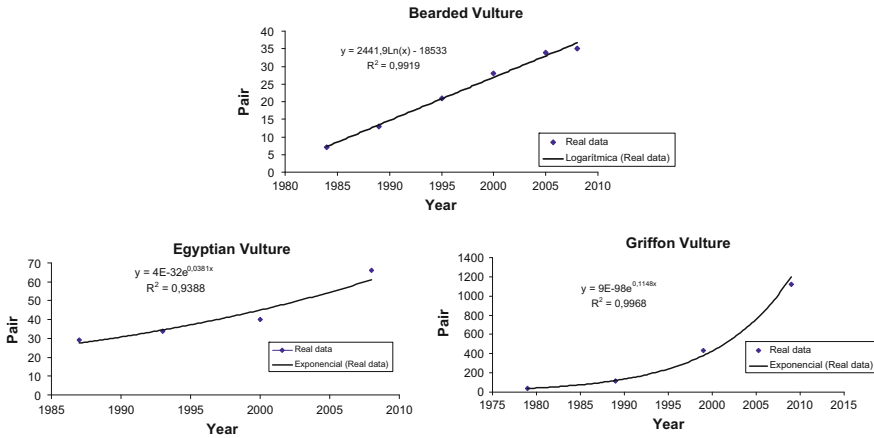 Bearded Vulture
y = 2441,9Ln(x) - 18533
R² = 0,9919
40
35
30
25
20
15
10
5
0
Pair
Real data
Logarítmica (Real data)
1980 1985 1990 1995 2000 2005 2010
Year
Egyptian Vulture
y = 4E-32e^0,0381x
R² = 0,9388
70
60
50
40
30
20
10
0
Pair
Real data
Exponencial (Real data)
1985 1990 1995 2000 2005 2010
Year
Griffon Vulture
y = 9E-98e^0,1148x
R² = 0,9968
1400
1200
1000
800
600
400
200
0
Pair
Real data
Exponencial (Real data)
1975 1980 1985 1990 1995 2000 2005 2010 2015
Year